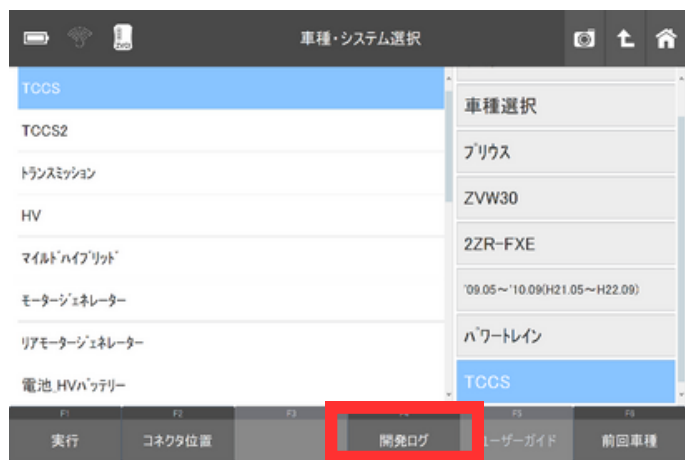 ZVCI
車種・システム選択
TCCS
TCCS2
トランスミッション
HV
マイルドハイブリッド
モータージェネレーター
リアモータージェネレーター
電池_HVバッテリー
車種選択
プリウス
ZVW30
2ZR-FXE
'09.05～'10.09(H21.05～H22.09)
パワートレイン
TCCS
F1
実行
F2
コネクタ位置
F3
開発ログ
F5
ユーザーガイド
F6
前回車種